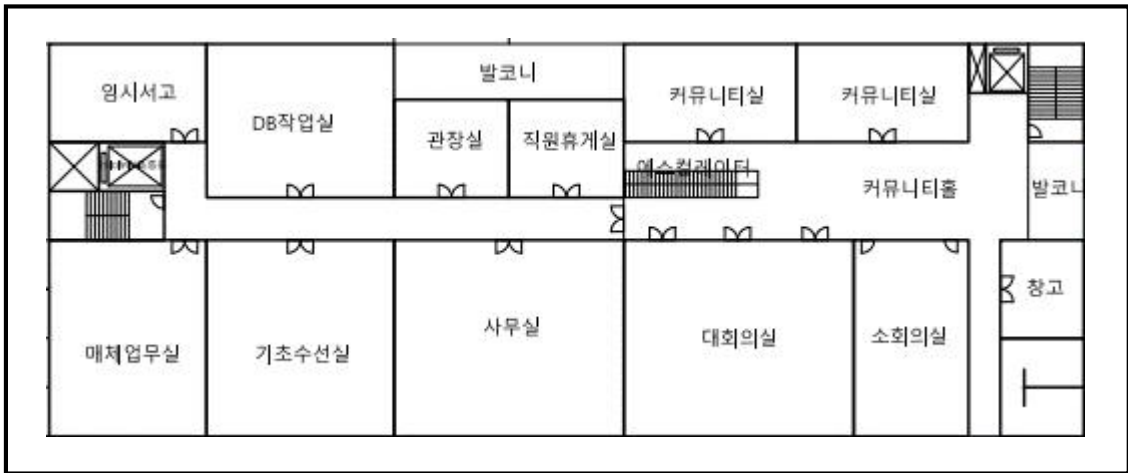 임시서고
DB작업실
발코니
커뮤니티실
커뮤니티실
관장실
직원휴게실
에스컬레이터
커뮤니티홀
발코니
매체업무실
기초수선실
사무실
대회의실
소회의실
창고